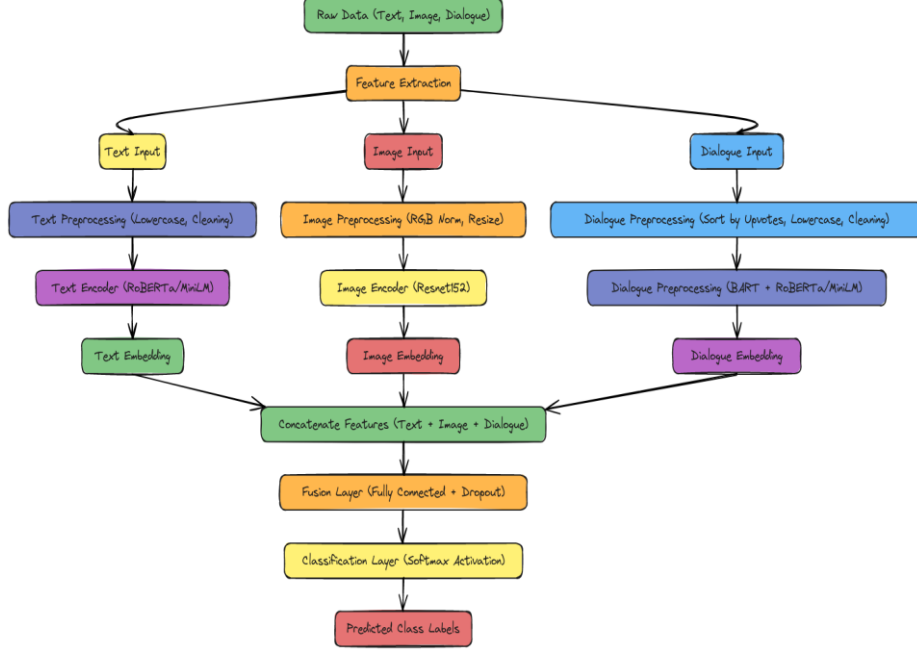 Raw Data (Text, Image, Dialogue)
Feature Extraction
Text Input
Image Input
Dialogue Input
Text Preprocessing (Lowercase, Cleaning)
Image Preprocessing (RGB Norm, Resize)
Dialogue Preprocessing (Sort by Upvotes, Lowercase, Cleaning)
Text Encoder (RoBERTa/MiniLM)
Image Encoder (Resnet152)
Dialogue Preprocessing (BART + RoBERTa/MiniLM)
Text Embedding
Image Embedding
Dialogue Embedding
Concatenate Features (Text + Image + Dialogue)
Fusion Layer (Fully Connected + Dropout)
Classification Layer (Softmax Activation)
Predicted Class Labels